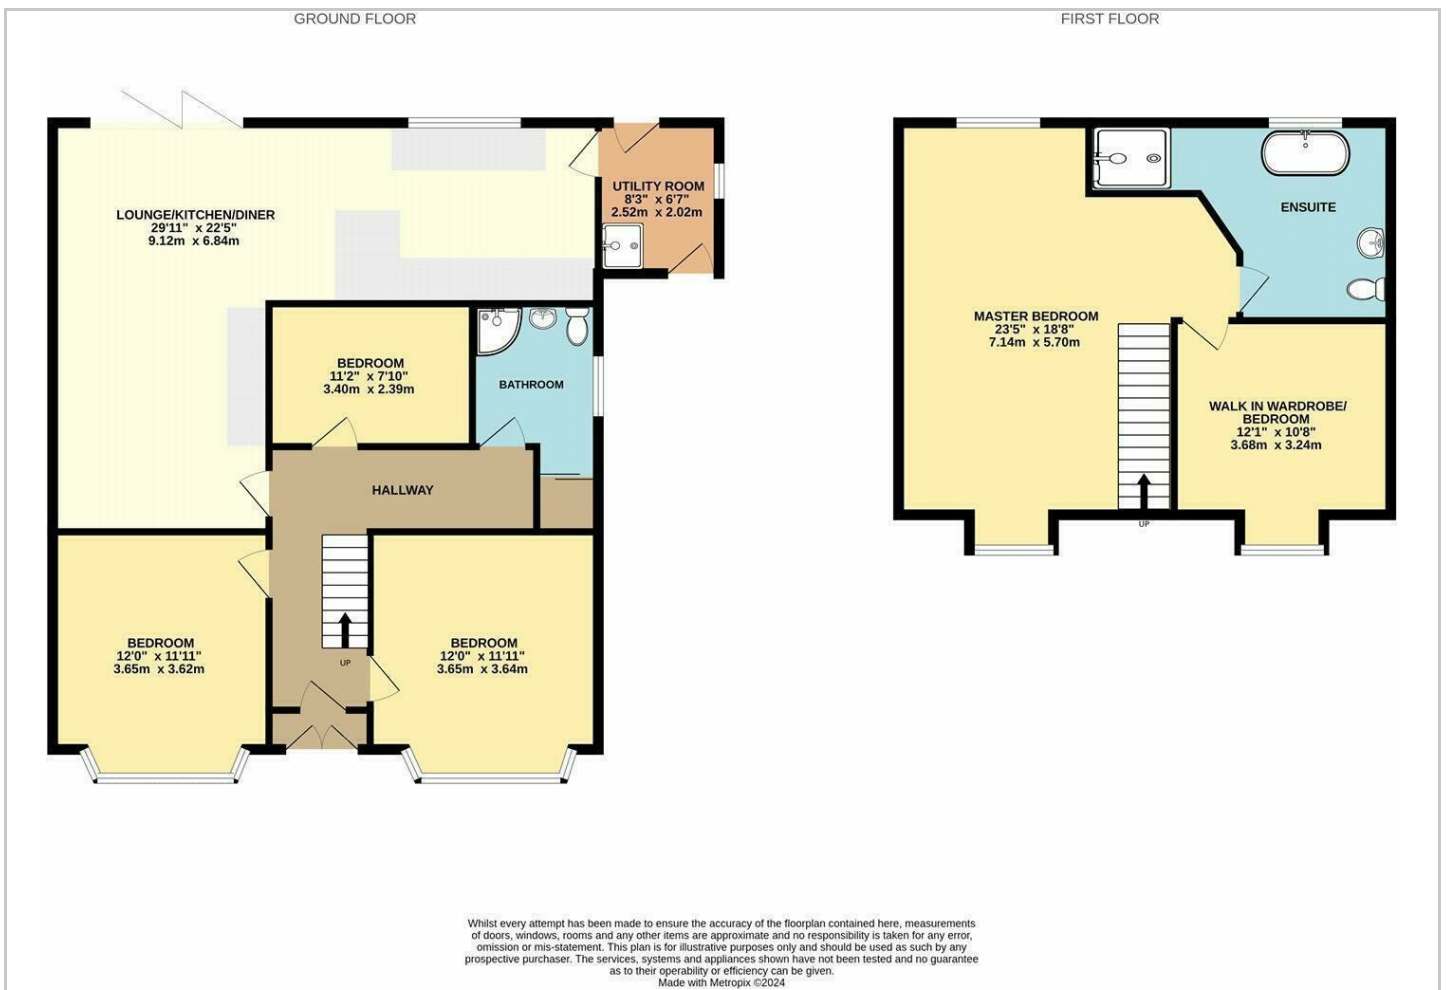 GROUND FLOOR
LOUNGE/KITCHEN/DINER
29'11" x 22'5"
9.12m x 6.84m
UTILITY ROOM
8'3" x 6'7"
2.52m x 2.02m
BEDROOM
11'2" x 7'10"
3.40m x 2.39m
BATHROOM
HALLWAY
BEDROOM
12'0" x 11'11"
3.65m x 3.62m
UP
BEDROOM
12'0" x 11'11"
3.65m x 3.64m
FIRST FLOOR
ENSUITE
MASTER BEDROOM
23'5" x 18'8"
7.14m x 5.70m
WALK IN WARDROBE/
BEDROOM
12'1" x 10'8"
3.68m x 3.24m
UP
Whilst every attempt has been made to ensure the accuracy of the floorplan contained here, measurements
of doors, windows, rooms and any other items are approximate and no responsibility is taken for any error,
omission or mis-statement. This plan is for illustrative purposes only and should be used as such by any
prospective purchaser. The services, systems and appliances shown have not been tested and no guarantee
as to their operability or efficiency can be given.
Made with Metropix ©2024